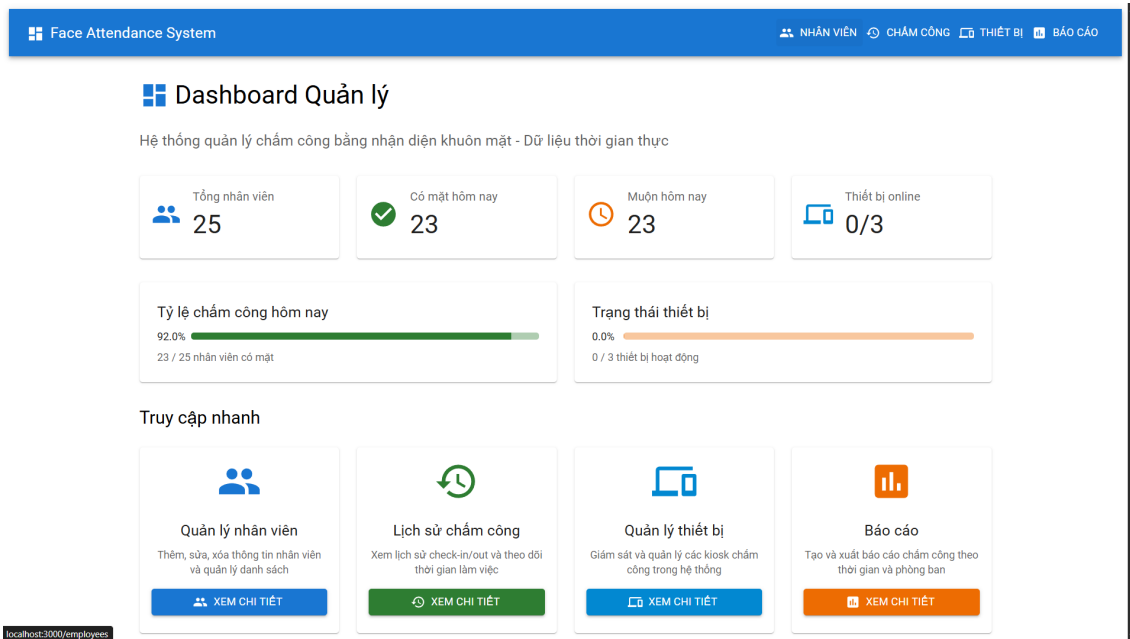 Face Attendance System
NHÂN VIÊN
CHẤM CÔNG
THIẾT BỊ
BÁO CÁO
Dashboard Quản lý
Hệ thống quản lý chấm công bằng nhận diện khuôn mặt - Dữ liệu thời gian thực
Tổng nhân viên
25
Có mặt hôm nay
23
Muộn hôm nay
23
Thiết bị online
0/3
Tỷ lệ chấm công hôm nay
92.0%
23 / 25 nhân viên có mặt
Trạng thái thiết bị
0.0%
0 / 3 thiết bị hoạt động
Truy cập nhanh
Quản lý nhân viên
Thêm, sửa, xóa thông tin nhân viên
và quản lý danh sách
XEM CHI TIẾT
Lịch sử chấm công
Xem lịch sử check-in/out và theo dõi
thời gian làm việc
XEM CHI TIẾT
Quản lý thiết bị
Giám sát và quản lý các kiosk chấm
công trong hệ thống
XEM CHI TIẾT
Báo cáo
Tạo và xuất báo cáo chấm công theo
thời gian và phòng ban
XEM CHI TIẾT
localhost:3000/employees